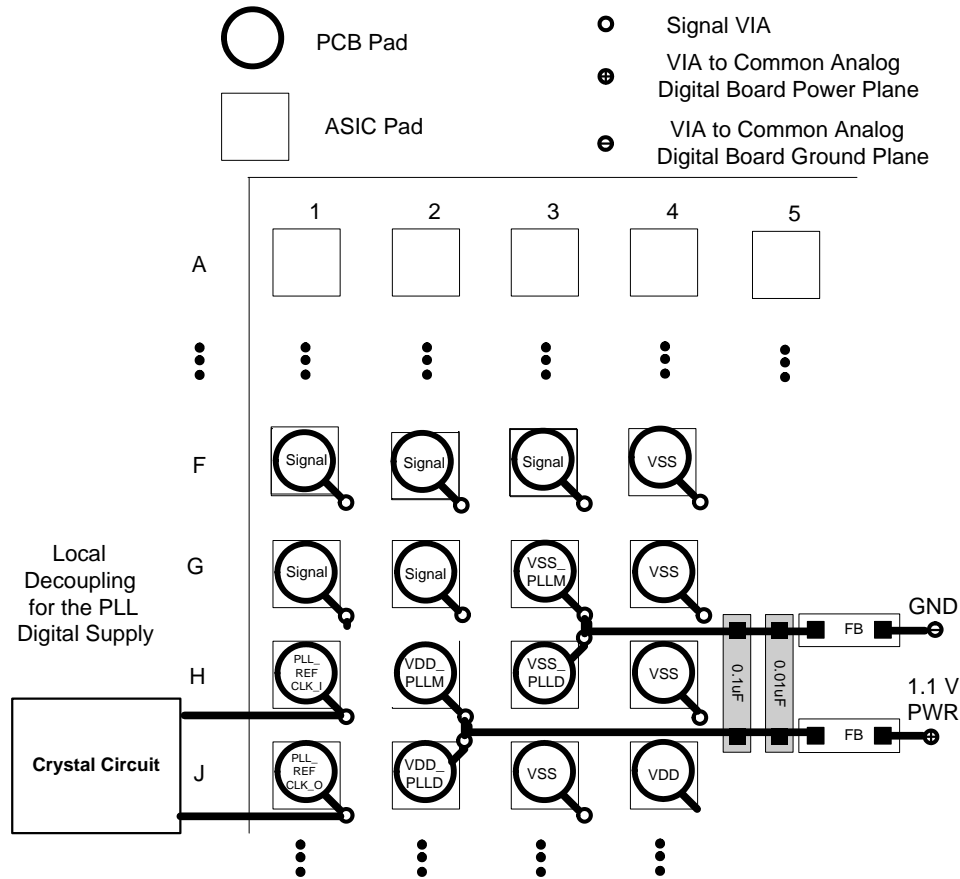 PCB Pad
Signal VIA
VIA to Common Analog
Digital Board Power Plane
ASIC Pad
VIA to Common Analog
Digital Board Ground Plane
1
2
3
4
5
A
F
Signal
Signal
Signal
VSS
Local
Decoupling
for the PLL
Digital Supply
G
Signal
Signal
VSS_
PLLM
VSS
GND
FB
H
PLL_
REF
CLK_I
VDD_
PLLM
VSS_
PLLD
VSS
0.1uF
0.01uF
1.1 V
PWR
FB
Crystal Circuit
J
PLL_
REF
CLK_O
VDD_
PLLD
VSS
VDD